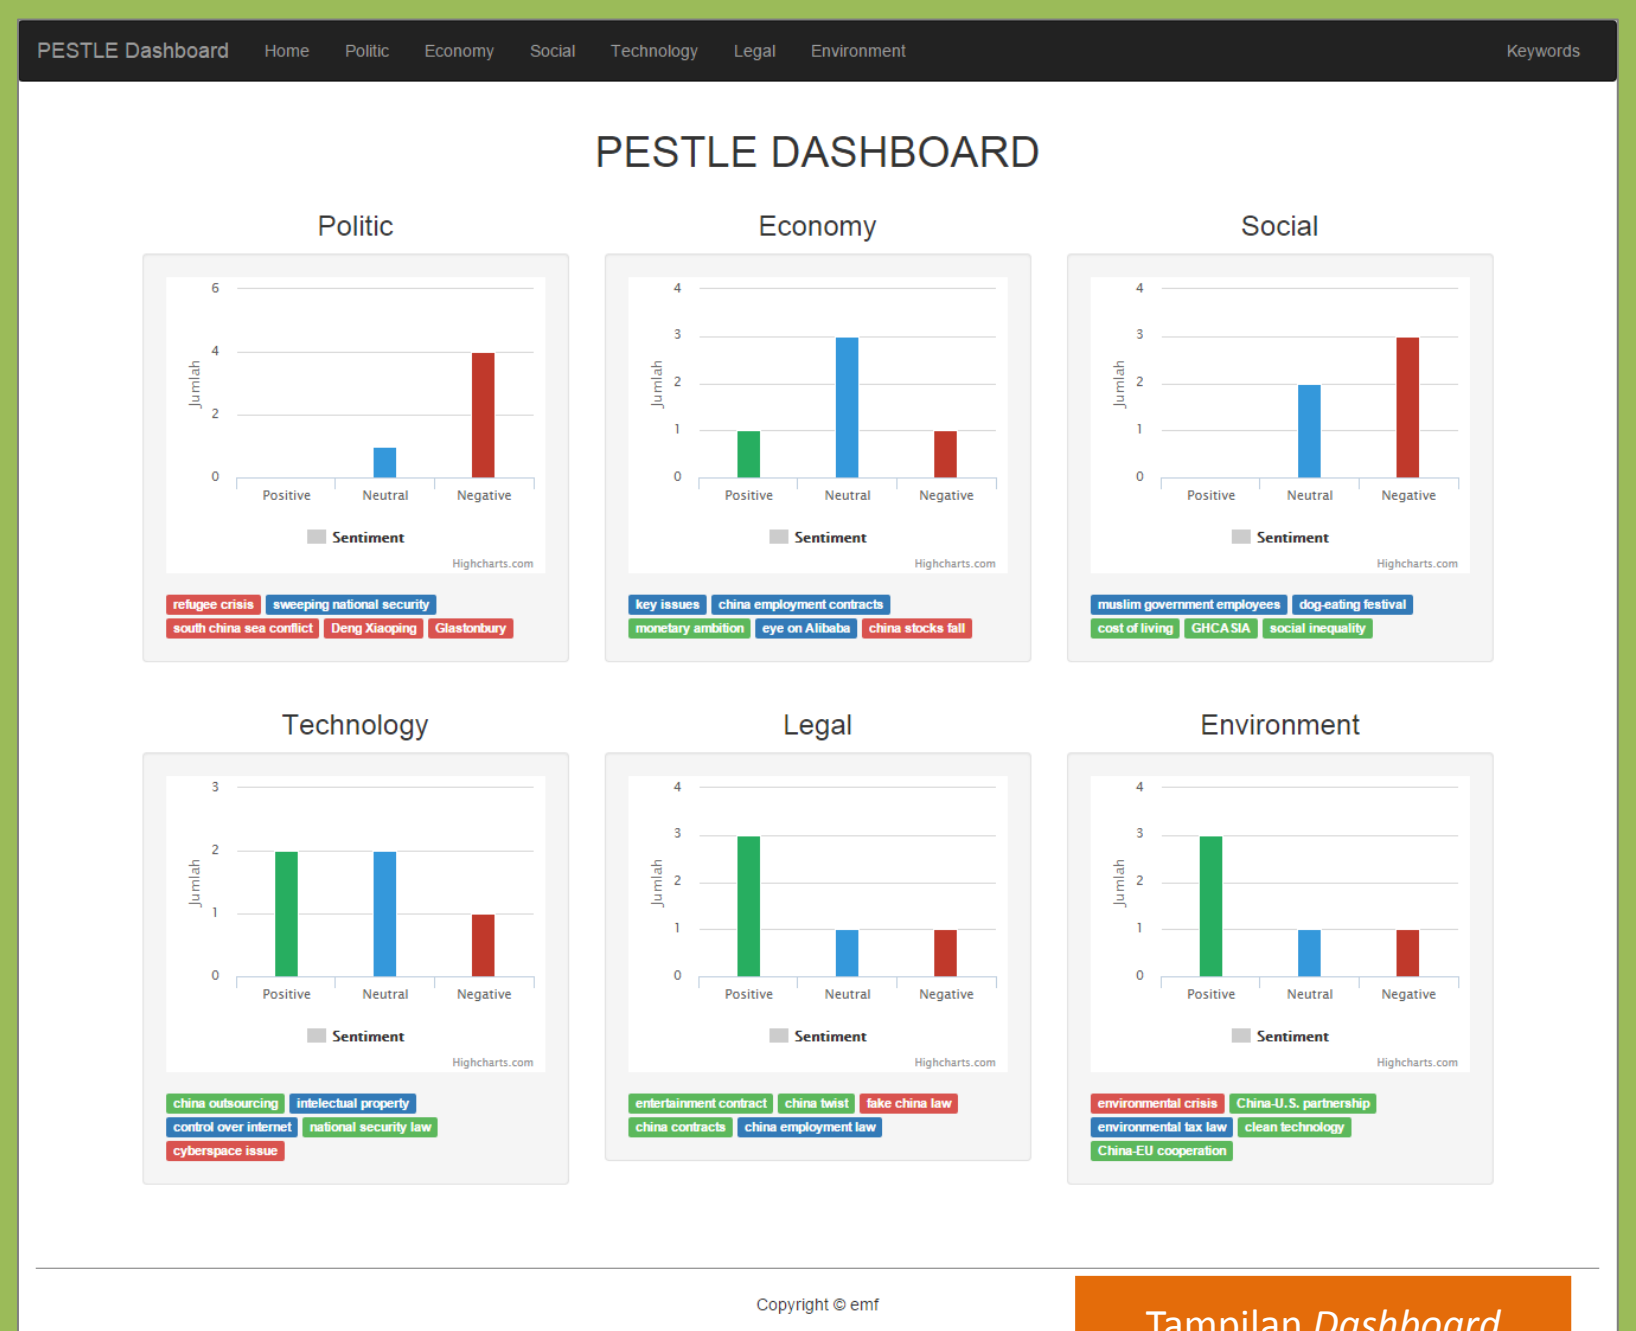 PESTLE Dashboard Home Politic Economy Social Technology Legal Environment Keywords
PESTLE DASHBOARD
Politic
6
4
2
0
Jumlah
Positive Neutral Negative
Sentiment
Highcharts.com
refugee crisis sweeping national security
south china sea conflict Deng Xiaoping Glastonbury
Economy
4
3
2
1
0
Jumlah
Positive Neutral Negative
Sentiment
Highcharts.com
key issues china employment contracts
monetary ambition eye on Alibaba china stocks fall
Social
4
3
2
1
0
Jumlah
Positive Neutral Negative
Sentiment
Highcharts.com
muslim government employees dog-eating festival
cost of living GHCASIA social inequality
Technology
3
2
1
0
Jumlah
Positive Neutral Negative
Sentiment
Highcharts.com
china outsourcing intelectual property
control over internet national security law
cyberspace issue
Legal
4
3
2
1
0
Jumlah
Positive Neutral Negative
Sentiment
Highcharts.com
entertainment contract china twist fake china law
china contracts china employment law
Environment
4
3
2
1
0
Jumlah
Positive Neutral Negative
Sentiment
Highcharts.com
environmental crisis China-U.S. partnership
environmental tax law clean technology
China-EU cooperation
Copyright © emf
Tampilan Dashboard